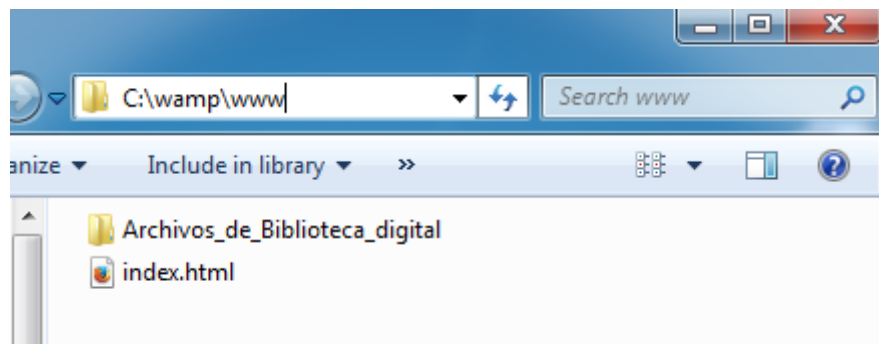 C:\wamp\www Search www
anize Include in library »
Archivos_de_Biblioteca_digital
index.html